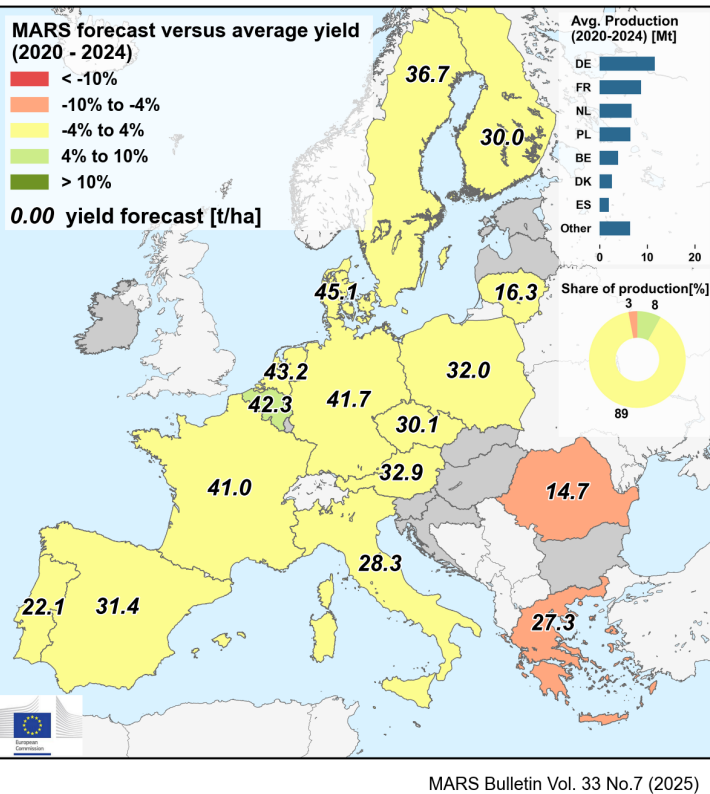 MARS forecast versus average yield
(2020 - 2024)
< -10%
-10% to -4%
-4% to 4%
4% to 10%
> 10%
0.00 yield forecast [t/ha]
Avg. Production
(2020-2024) [Mt]
DE
FR
NL
PL
BE
DK
ES
Other
0 10 20
Share of production[%]
3 8
89
36.7
30.0
45.1
16.3
43.2
42.3
41.7
32.0
30.1
32.9
41.0
14.7
28.3
22.1
31.4
27.3
European
Commission
MARS Bulletin Vol. 33 No.7 (2025)